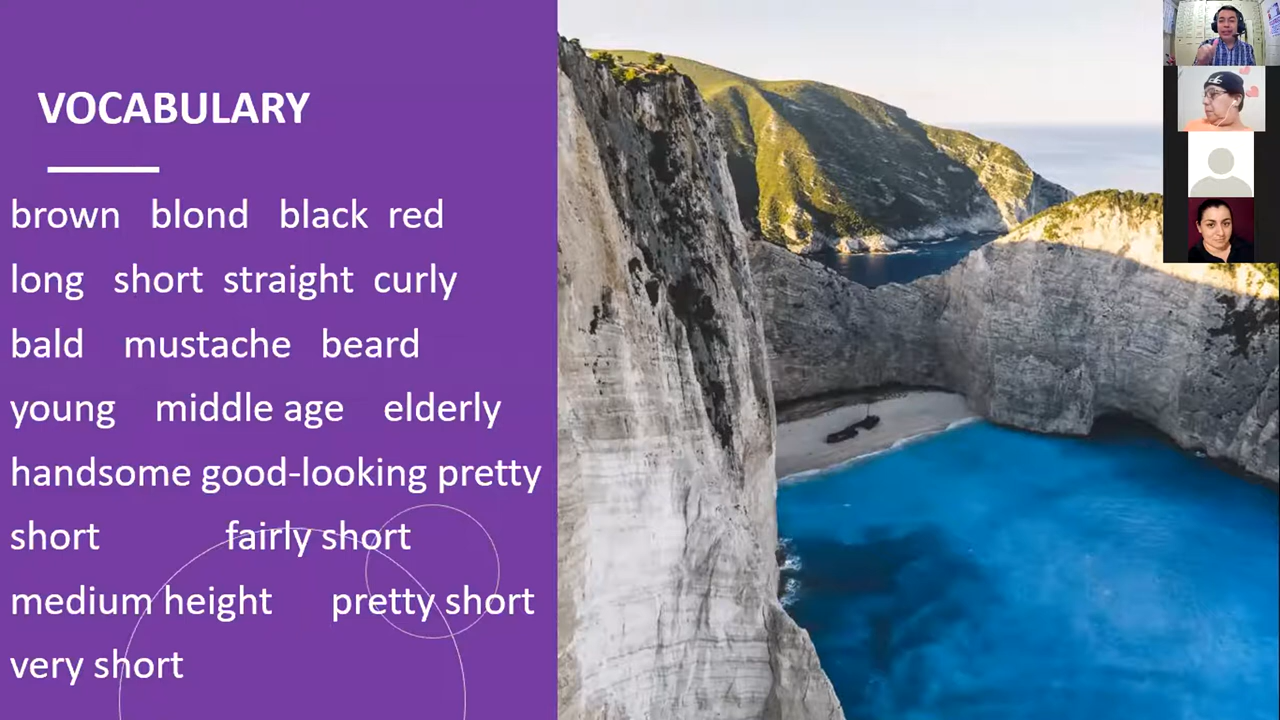 VOCABULARY
brown blond black red
long short straight curly
bald mustache beard
young middle age elderly
handsome good-looking pretty
short fairly short
medium height pretty short
very short